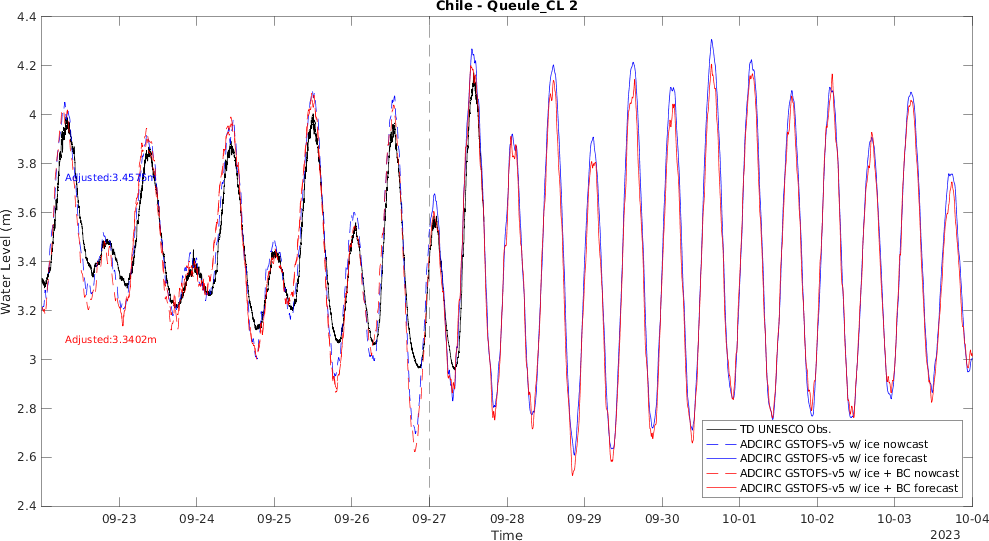 Chile - Queule_CL 2
4.4
4.2
4
3.8
3.6
3.4
3.2
3
2.8
2.6
2.4
Water Level (m)
Adjusted:3.4575m
Adjusted:3.3402m
TD UNESCO Obs.
ADCIRC GSTOFS-v5 w/ ice nowcast
ADCIRC GSTOFS-v5 w/ ice forecast
ADCIRC GSTOFS-v5 w/ ice + BC nowcast
ADCIRC GSTOFS-v5 w/ ice + BC forecast
09-23 09-24 09-25 09-26 09-27 09-28 09-29 09-30 10-01 10-02 10-03 10-04
Time
2023